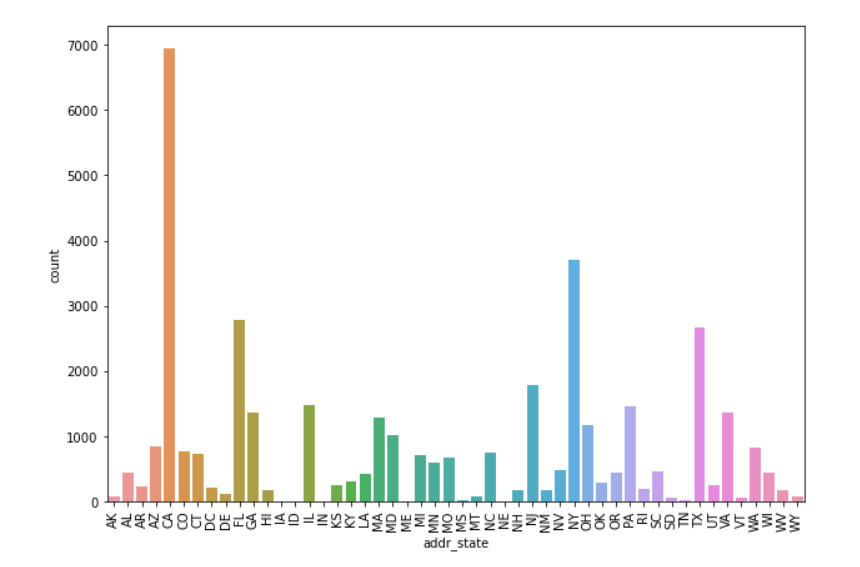 7000
6000
5000
4000
3000
2000
1000
0
count
AK AL AR AZ CA CO CT DC DE FL GA HI IA ID IL IN KS KY LA MA MD ME MI MN MO MS MT NC NE NH NJ NM NV NY OH OK OR PA RI SC SD TN TX UT VA VT WA WI WV WY
addr_state